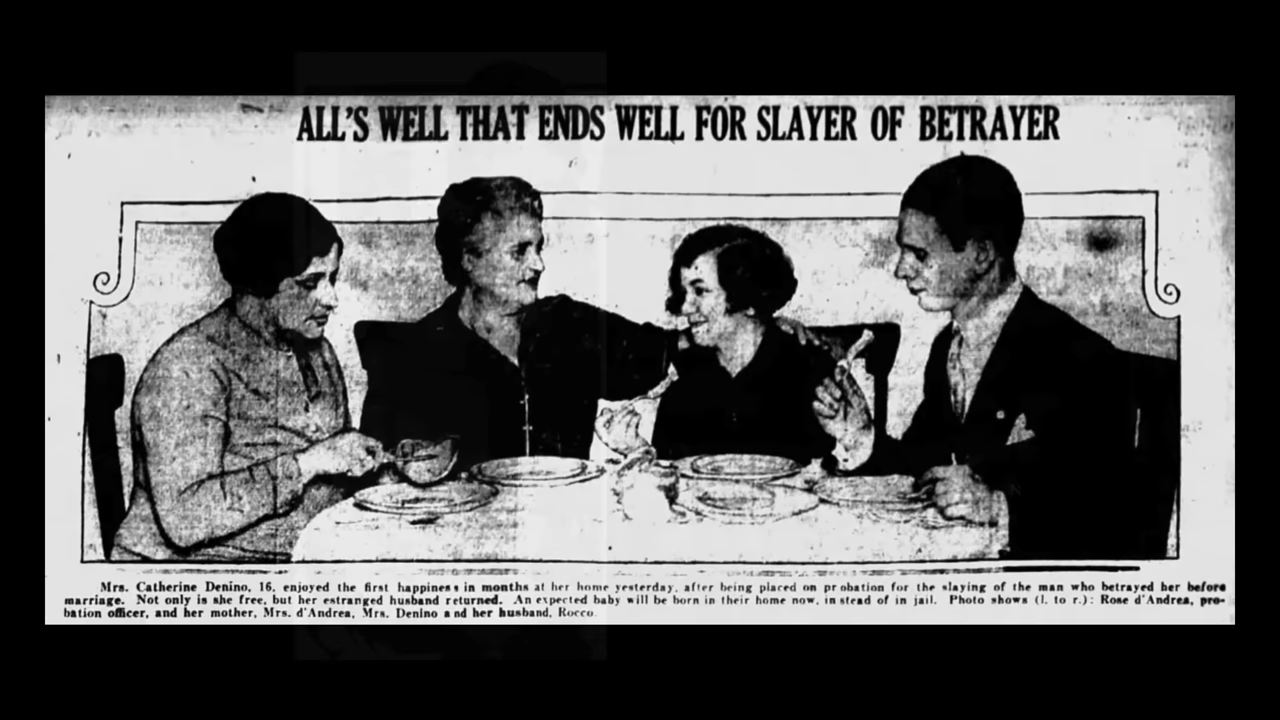 ALL'S WELL THAT ENDS WELL FOR SLAYER OF BETRAYER
Mrs. Catherine Denino, 16, enjoyed the first happiness in months at her home yesterday, after being placed on probation for the slaying of the man who betrayed her before
marriage. Not only is she free, but her estranged husband returned. An expected baby will be born in their home now, instead of in jail. Photo shows (l. to r.): Rose d'Andrea, pro-
bation officer, and her mother, Mrs. d'Andrea, Mrs. Denino and her husband, Rocco.